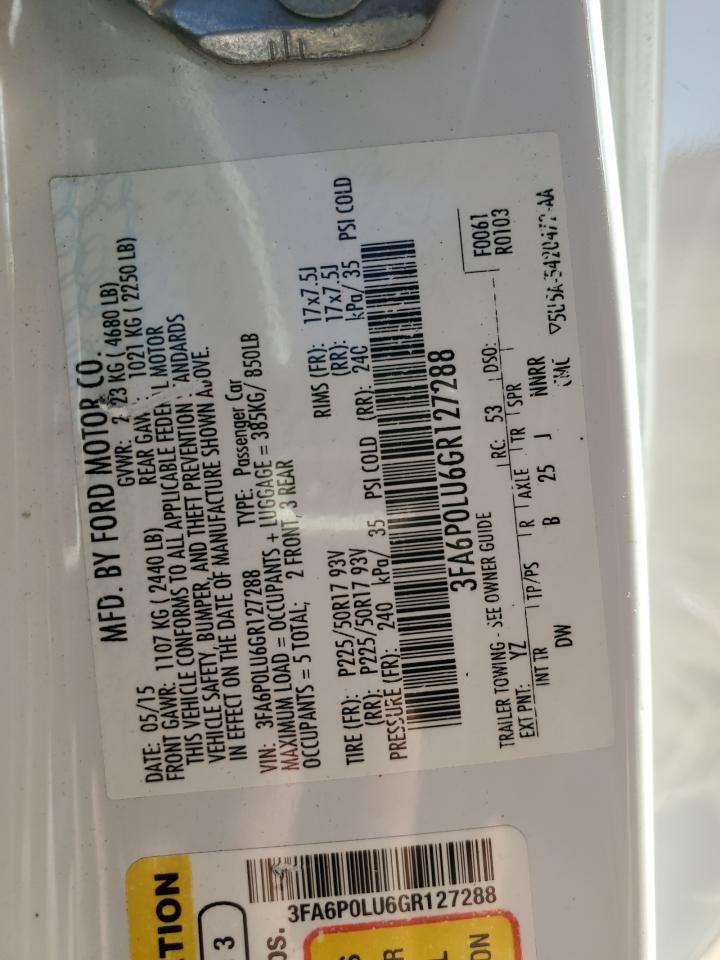 MFD. BY FORD MOTOR CO.
DATE: 05/15 GVWR: KG ( 4680 LB)
FRONT GAWR: 1107 KG ( 2440 LB) REAR 1021 KG ( 2250 LB)
THIS VEHICLE CONFORMS TO ALL APPLICABLE MOTOR
VEHICLE SAFETY, BUMPER, AND THEFT PREVENTION
IN EFFECT ON THE DATE OF MANUFACTURE SHOWN
VIN: 3FA6P0LU6GR127288 TYPE: Passenger Car
MAXIMUM LOAD = OCCUPANTS + LUGGAGE = 385KG/ 850LB
OCCUPANTS = 5 TOTAL, 2 FRONT, 3 REAR
TIRE (FR): P225/50R17 93V RIMS (FR): 17x7.5J
(RR): P225/50R17 93V (RR): 17x7.5J
PRESSURE (FR): 240 kPa/ 35 PSI COLD (RR): 240 kPa/ 35 PSI COLD
3FA6P0LU6GR127288
TRAILER TOWING - SEE OWNER GUIDE F0061
EXT PNT: YZ RC: 53 DSO: R0103
INT TR TP/PS R AXLE TR SPR
DW B 25 J NNRR
3FA6P0LU6GR127288
3